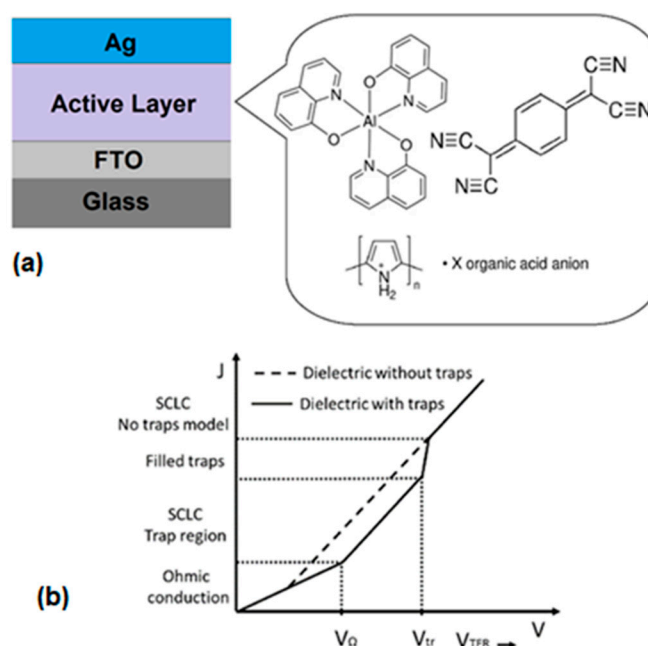 Ag
Active Layer
FTO
Glass
(a)
O
N
Al
N
O
O
N
C≡N
C≡N
N≡C
N≡C
N
+
H2
n
• X organic acid anion
J
Dielectric without traps
Dielectric with traps
SCLC
No traps model
Filled traps
SCLC
Trap region
Ohmic
conduction
(b)
VΩ
Vtr
VTFR
V